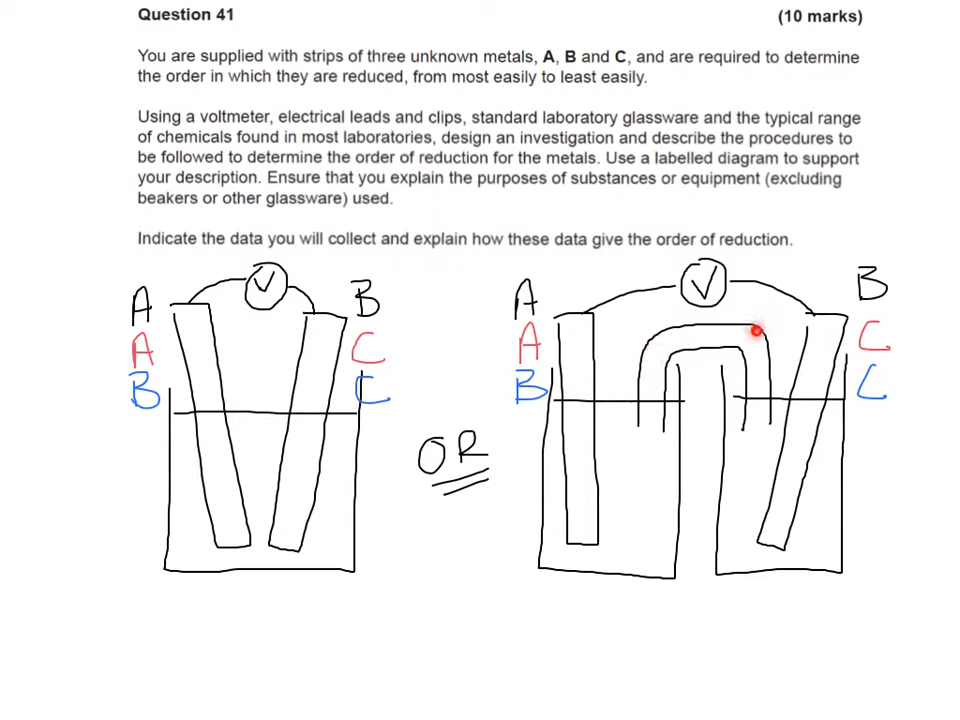 Question 41 (10 marks)
You are supplied with strips of three unknown metals, A, B and C, and are required to determine
the order in which they are reduced, from most easily to least easily.
Using a voltmeter, electrical leads and clips, standard laboratory glassware and the typical range
of chemicals found in most laboratories, design an investigation and describe the procedures to
be followed to determine the order of reduction for the metals. Use a labelled diagram to support
your description. Ensure that you explain the purposes of substances or equipment (excluding
beakers or other glassware) used.
Indicate the data you will collect and explain how these data give the order of reduction.
V
A B
A C
B C
OR
V
A B
A C
B C